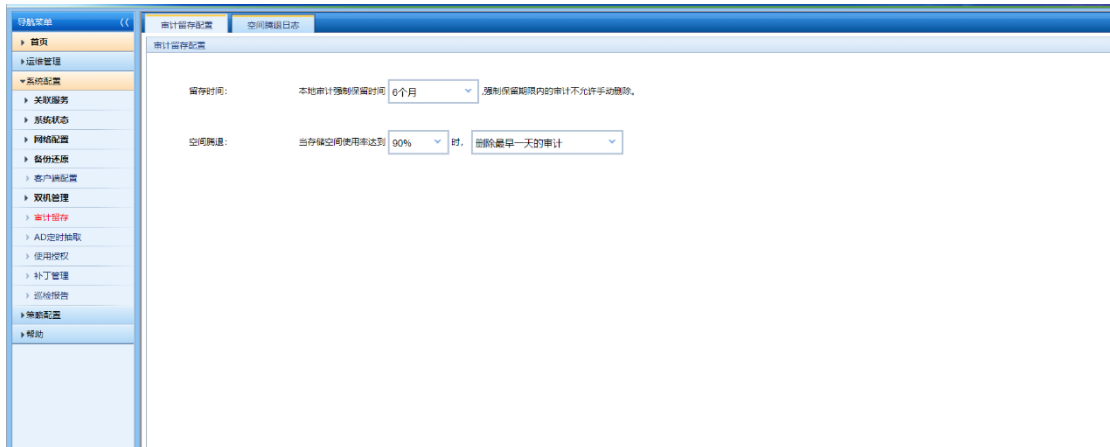 导航菜单
审计留存配置 空间腾退日志
首页
审计留存配置
运维管理
系统配置
留存时间: 本地审计强制保留时间 6个月 ,强制保留期限内的审计不允许手动删除。
关联服务
系统状态
网络配置
空间腾退: 当存储空间使用率达到 90% 时, 删除最早一天的审计
备份还原
客户端配置
双机管理
审计留存
AD定时抽取
使用授权
补丁管理
巡检报告
策略配置
帮助